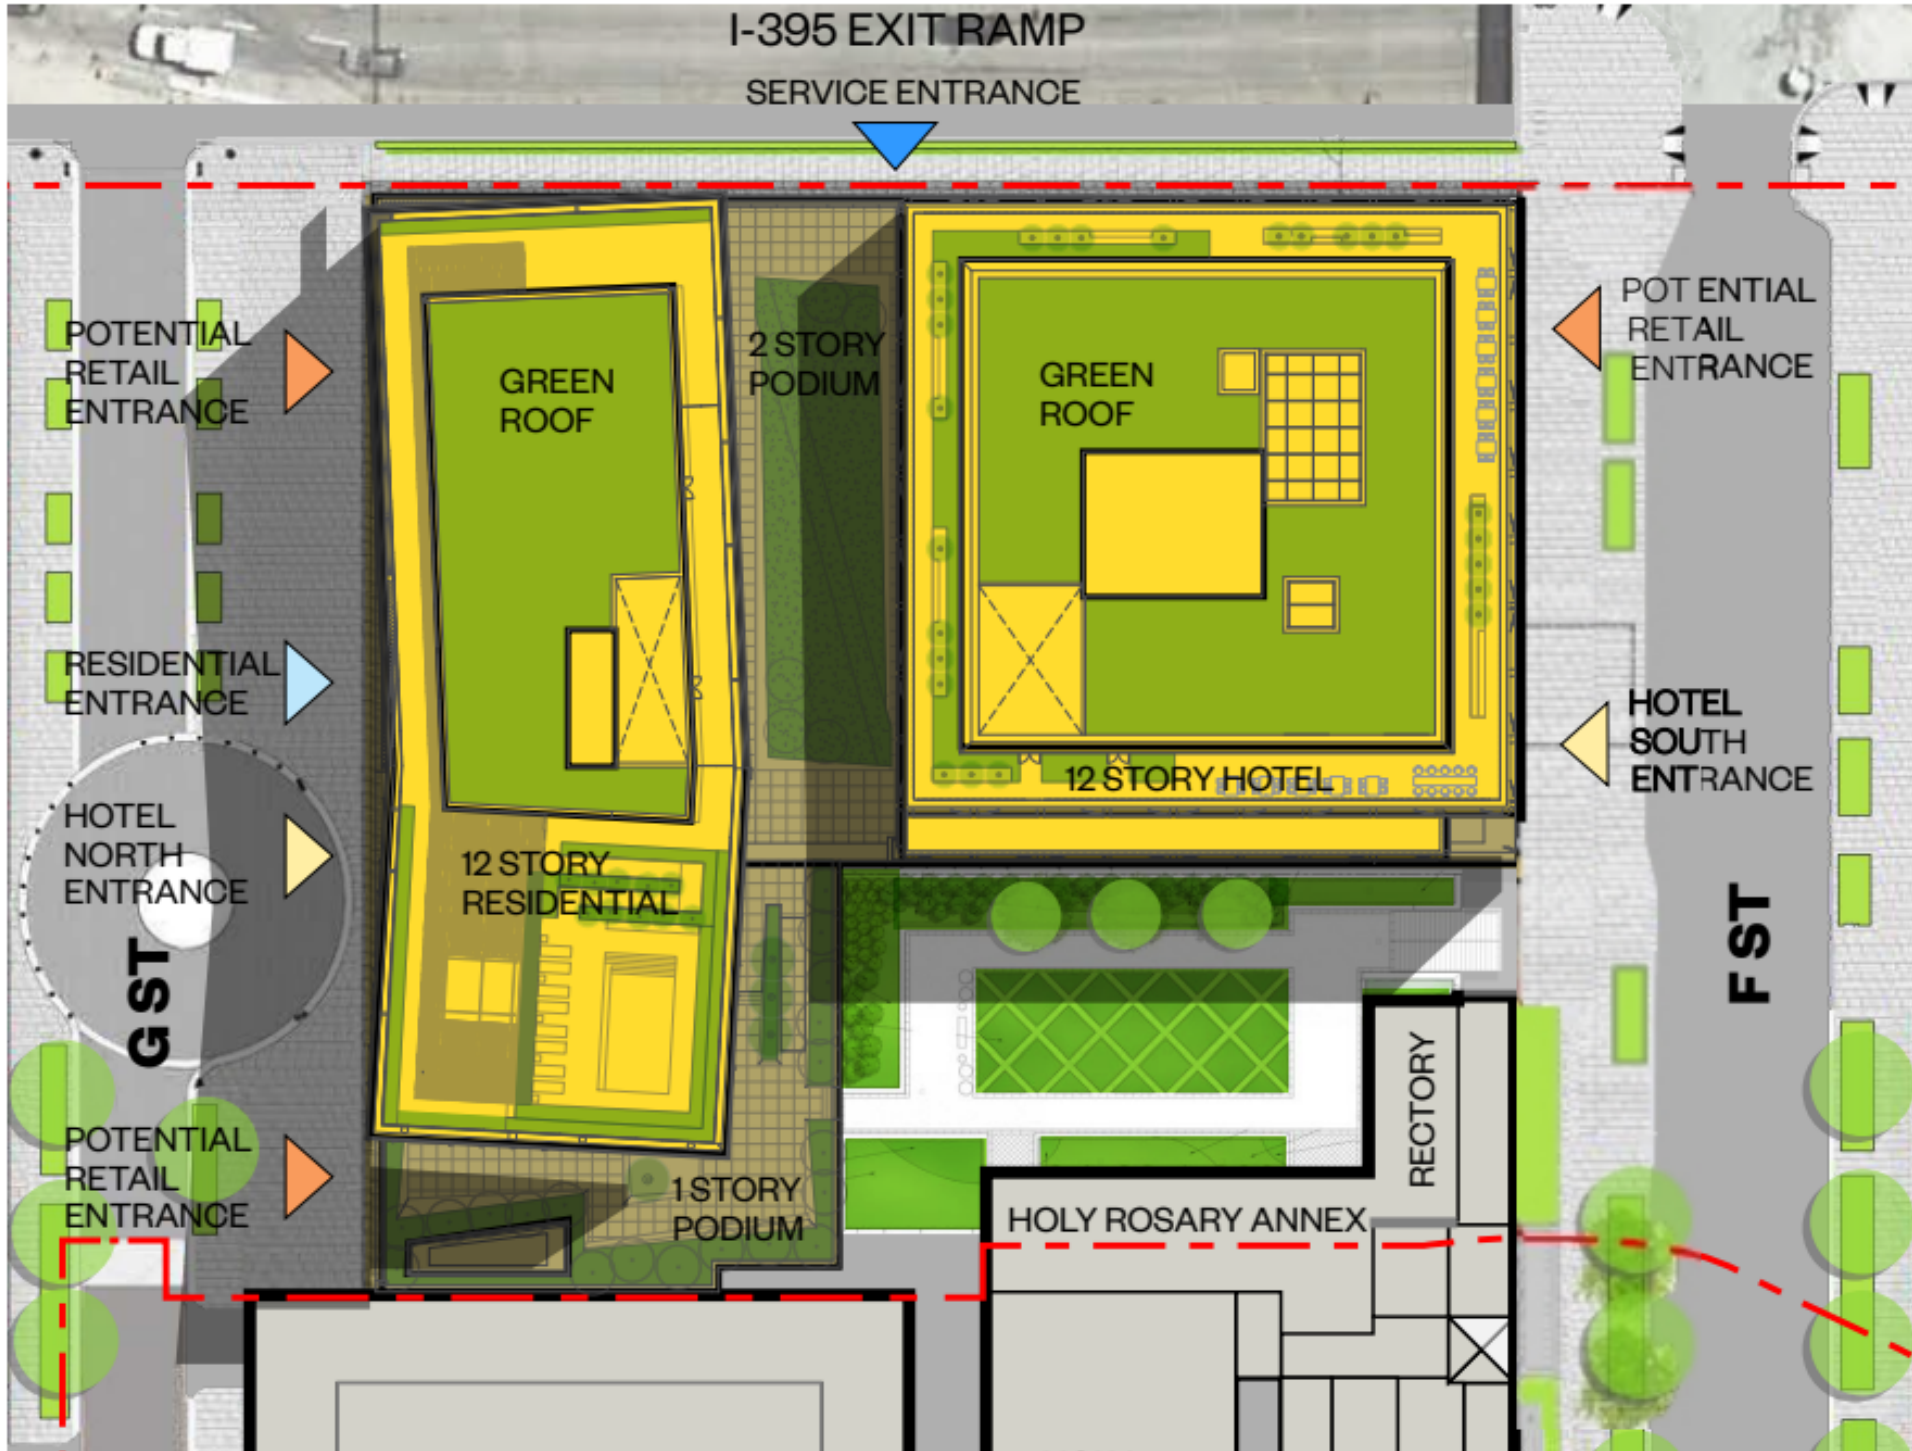 I-395 EXIT RAMP
SERVICE ENTRANCE
POTENTIAL
RETAIL
ENTRANCE
GREEN
ROOF
2 STORY
PODIUM
GREEN
ROOF
POTENTIAL
RETAIL
ENTRANCE
RESIDENTIAL
ENTRANCE
HOTEL
SOUTH
ENTRANCE
12 STORY HOTEL
HOTEL
NORTH
ENTRANCE
12 STORY
RESIDENTIAL
G ST
F ST
RECTORY
POTENTIAL
RETAIL
ENTRANCE
1 STORY
PODIUM
HOLY ROSARY ANNEX